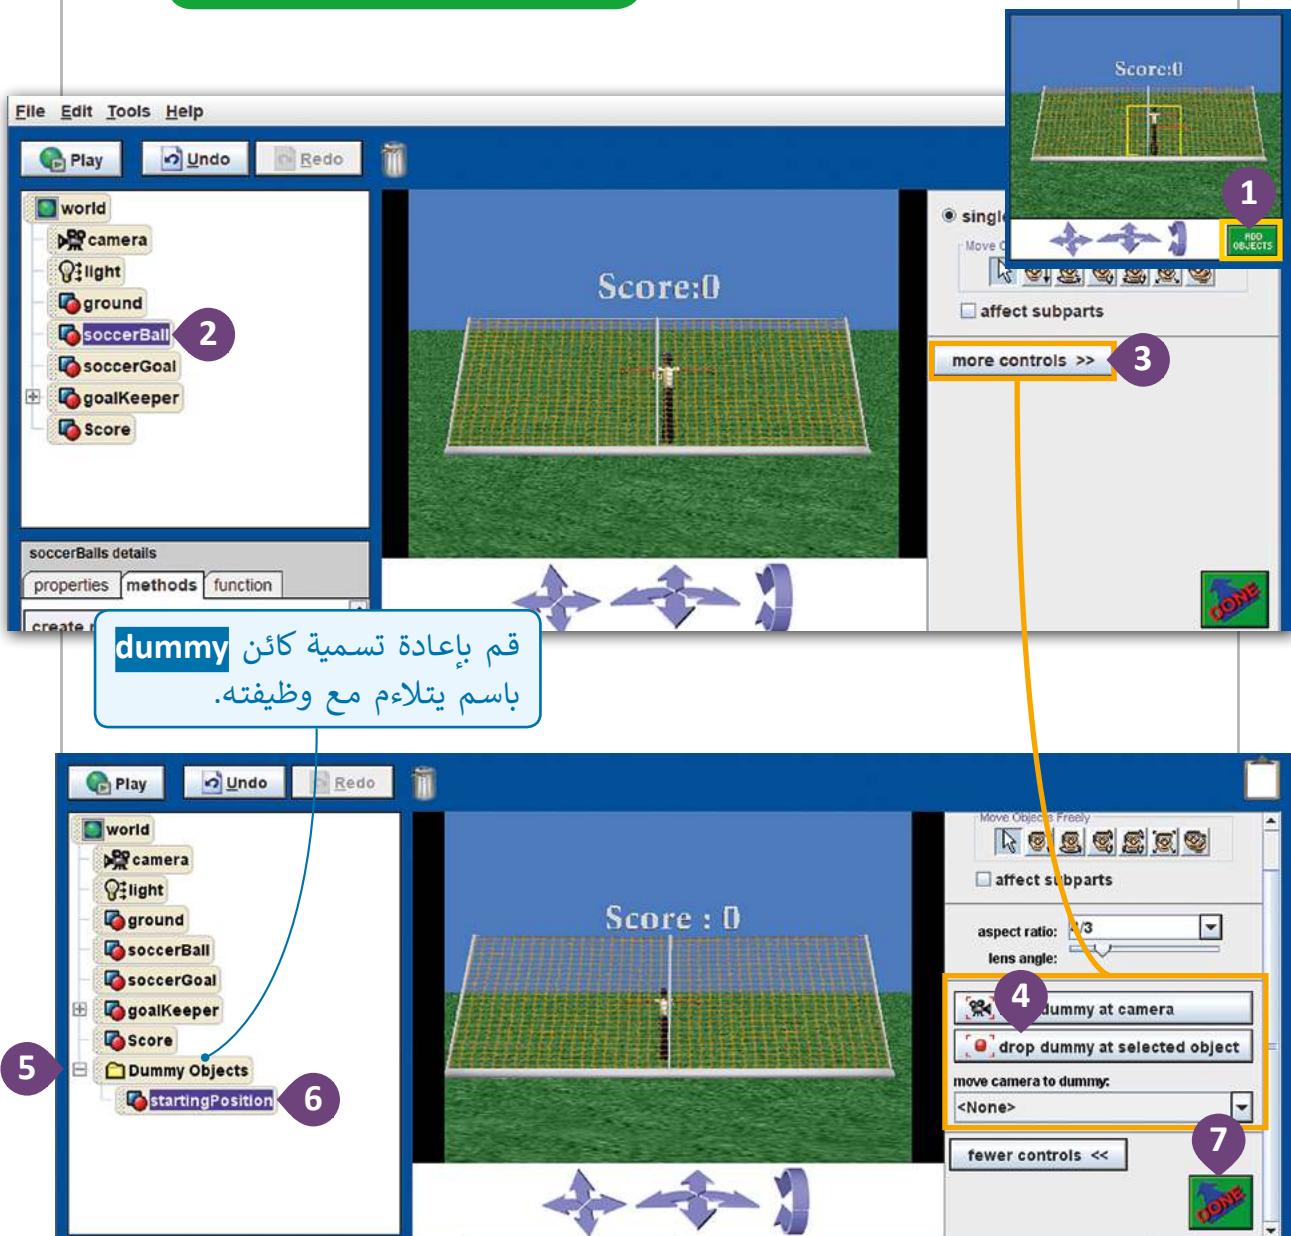 Score:0
1
ADD
OBJECTS
File Edit Tools Help
Play Undo Redo
world
camera
light
ground
soccerBall
2
soccerGoal
goalKeeper
Score
Score:0
affect subparts
more controls >>
3
soccerBalls details
properties methods function
DONE
قم بإعادة تسمية كائن dummy
باسم يتلاءم مع وظيفته.
Play Undo Redo
world
camera
light
ground
soccerBall
soccerGoal
goalKeeper
Score
5
Dummy Objects
startingPosition
6
Score : 0
Move Objects Freely
affect subparts
aspect ratio:
lens angle:
4
dummy at camera
drop dummy at selected object
move camera to dummy:
<None>
fewer controls <<
7
DONE